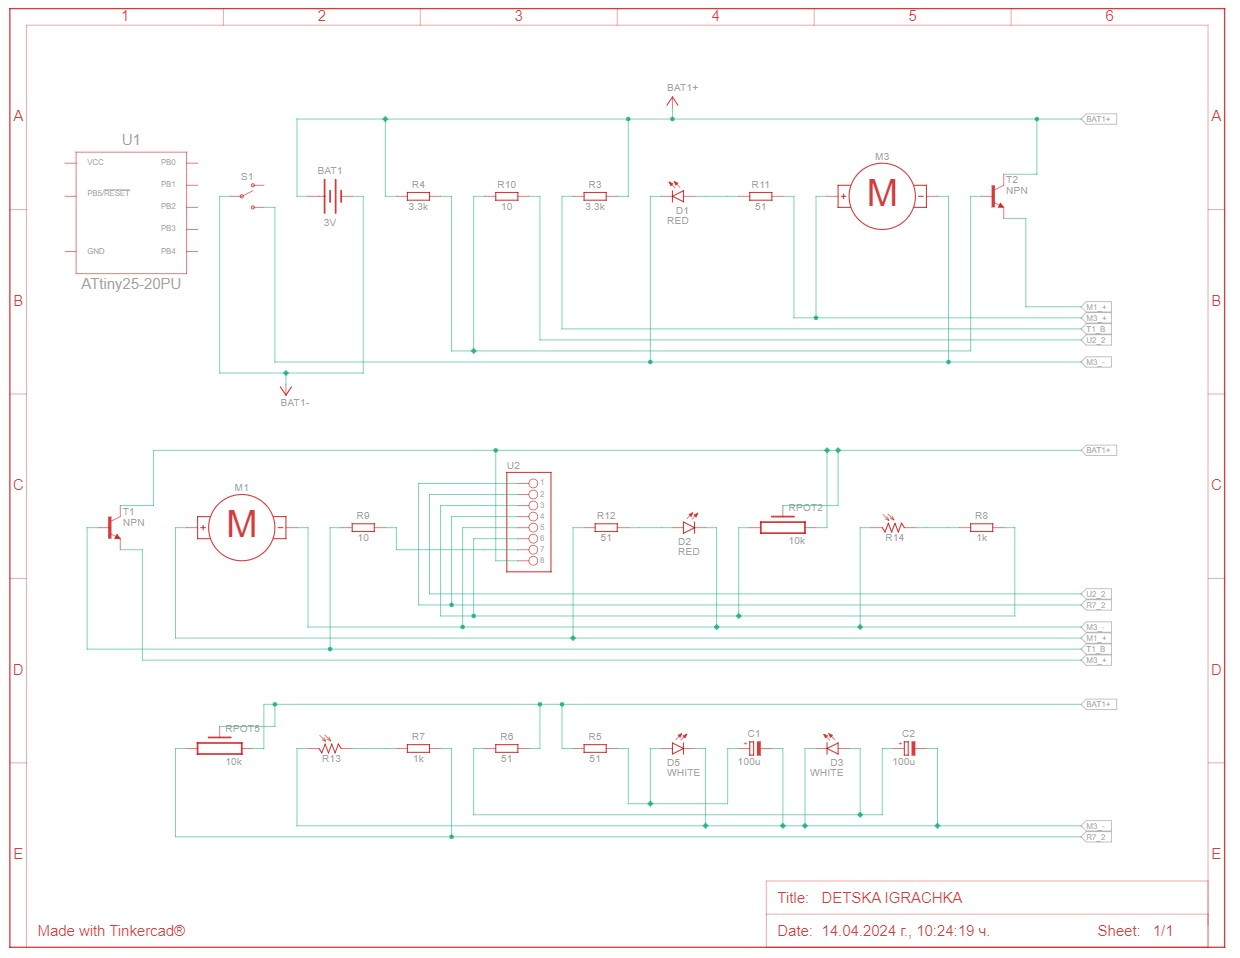 1 2 3 4 5 6
A A
B B
C C
D D
E E
BAT1+
BAT1+
U1
VCC PB0
PB1
PB5/RESET
PB2
PB3
GND PB4
ATtiny25-20PU
S1
BAT1
3V
R4
3.3k
R10
10
R3
3.3k
D1
RED
R11
51
M3
+ M -
T2
NPN
M1_+
M3_+
T1_B
U2_2
M3_-
BAT1-
BAT1+
T1
NPN
M1
+ M -
R9
10
U2
1
2
3
4
5
6
7
8
R12
51
D2
RED
RPOT2
10k
R14
R8
1k
U2_2
R7_2
M3_-
M1_+
T1_B
M3_+
BAT1+
RPOT5
10k
R13
R7
1k
R6
51
R5
51
D5
WHITE
C1
+
100u
D3
WHITE
C2
+
100u
M3_-
R7_2
Title: DETSKA IGRACHKA
Made with Tinkercad®
Date: 14.04.2024 г., 10:24:19 ч. Sheet: 1/1